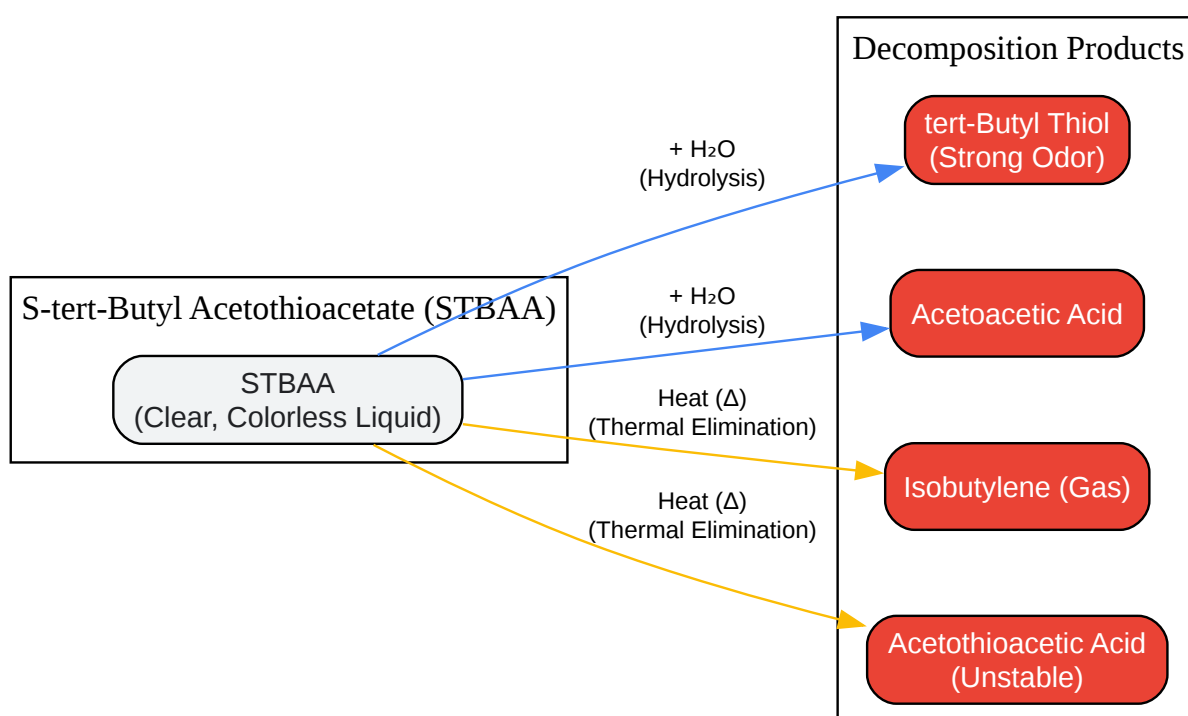 Decomposition Products
tert-Butyl Thiol
(Strong Odor)
+ H₂O
(Hydrolysis)
S-tert-Butyl Acetothioacetate (STBAA)
+ H₂O
(Hydrolysis)
Acetoacetic Acid
STBAA
(Clear, Colorless Liquid)
Heat (Δ)
(Thermal Elimination)
Isobutylene (Gas)
Heat (Δ)
(Thermal Elimination)
Acetothioacetic Acid
(Unstable)